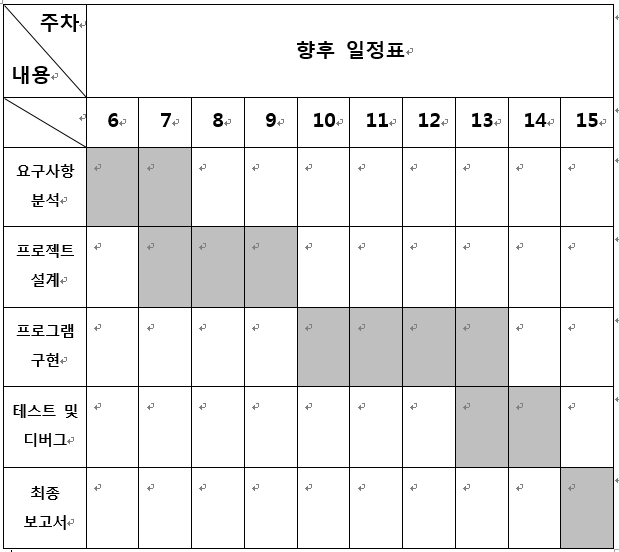 주차
향후 일정표
내용
6 7 8 9 10 11 12 13 14 15
요구사항
분석
프로젝트
설계
프로그램
구현
테스트 및
디버그
최종
보고서